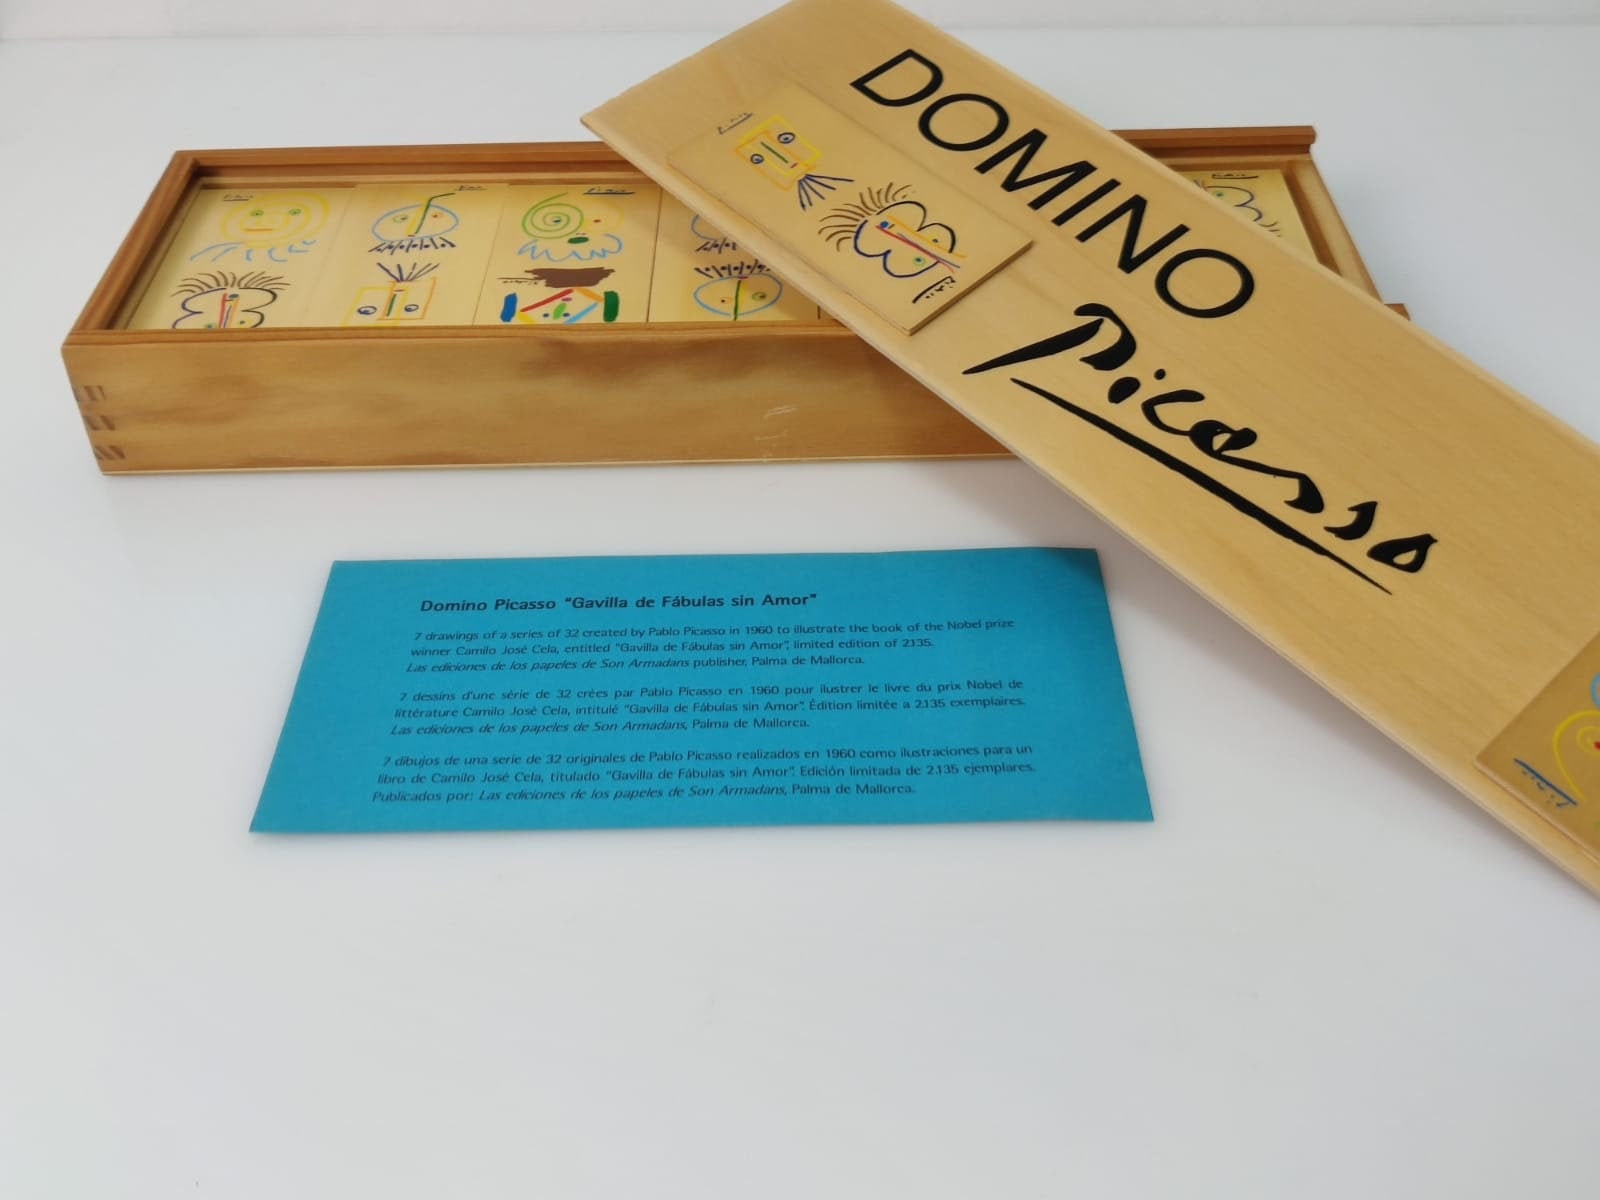 DOMINO
Picasso
Domino Picasso "Gavilla de Fábulas sin Amor"
7 drawings of a series of 32 created by Pablo Picasso in 1960 to illustrate the book of the Nobel prize
winner Camilo José Cela, entitled "Gavilla de Fábulas sin Amor", limited edition of 2.135.
Las ediciones de los papeles de Son Armadans publisher, Palma de Mallorca.
7 dessins d'une série de 32 crées par Pablo Picasso en 1960 pour ilustrer le livre du prix Nobel de
littérature Camilo José Cela, intitulé "Gavilla de Fábulas sin Amor". Édition limitée a 2.135 exemplaires.
Las ediciones de los papeles de Son Armadans, Palma de Mallorca.
7 dibujos de una serie de 32 originales de Pablo Picasso realizados en 1960 como ilustraciones para un
libro de Camilo José Cela, titulado "Gavilla de Fábulas sin Amor". Edición limitada de 2.135 ejemplares.
Publicados por: Las ediciones de los papeles de Son Armadans, Palma de Mallorca.